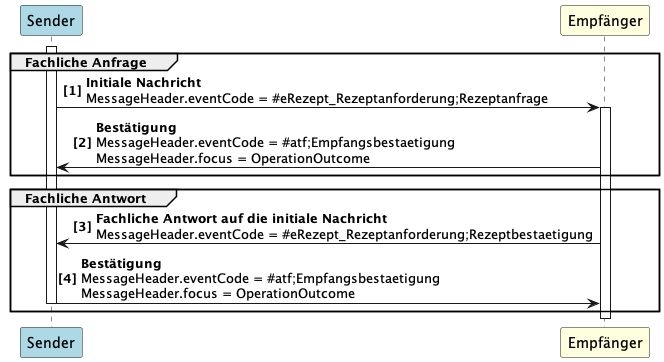 Sender
Empfänger
Fachliche Anfrage
Initiale Nachricht
[1]
MessageHeader.eventCode = #eRezept_Rezeptanforderung;Rezeptanfrage
Bestätigung
[2]
MessageHeader.eventCode = #atf;Empfangsbestaetigung
MessageHeader.focus = OperationOutcome
Fachliche Antwort
Fachliche Antwort auf die initiale Nachricht
[3]
MessageHeader.eventCode = #eRezept_Rezeptanforderung;Rezeptbestaetigung
Bestätigung
[4]
MessageHeader.eventCode = #atf;Empfangsbestaetigung
MessageHeader.focus = OperationOutcome
Sender
Empfänger